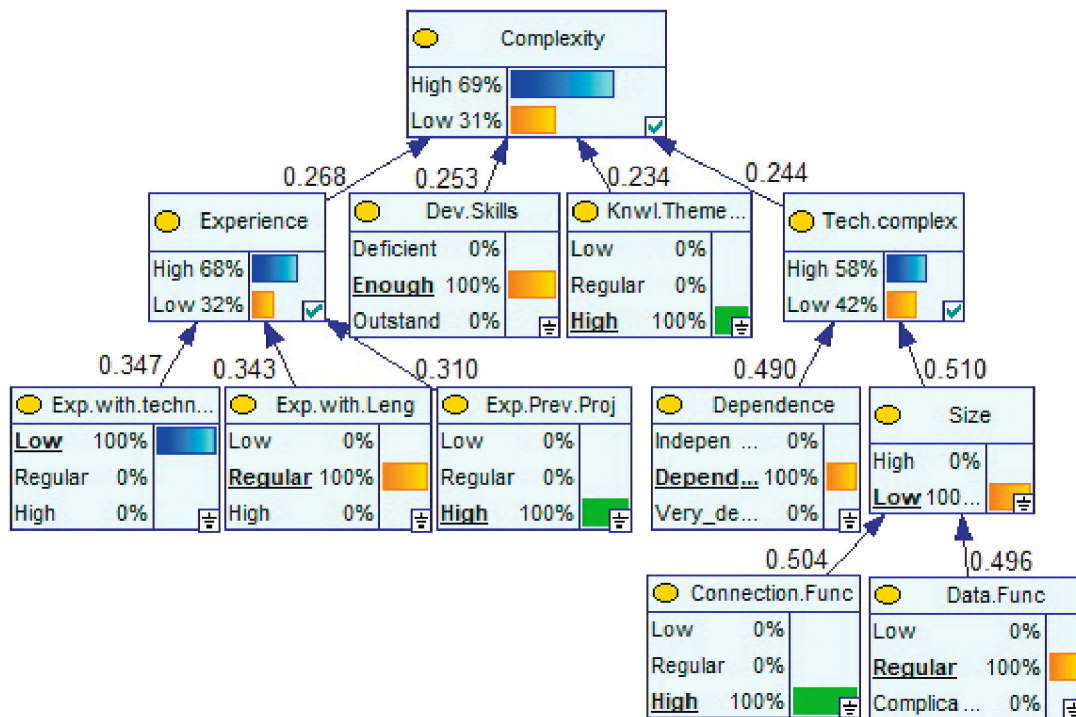 Complexity
High 69%
Low 31%
0.268
0.253
0.234
0.244
Experience
High 68%
Low 32%
Dev.Skills
Deficient 0%
Enough 100%
Outstand 0%
Knwl.Theme...
Low 0%
Regular 0%
High 100%
Tech.complex
High 58%
Low 42%
0.347
0.343
0.310
0.490
0.510
Exp.with.techn...
Low 100%
Regular 0%
High 0%
Exp.with.Leng
Low 0%
Regular 100%
High 0%
Exp.Prev.Proj
Low 0%
Regular 0%
High 100%
Dependence
Indepen ... 0%
Depend... 100%
Very_de... 0%
Size
High 0%
Low 100...
0.504
0.496
Connection.Func
Low 0%
Regular 0%
High 100%
Data.Func
Low 0%
Regular 100%
Complica ... 0%